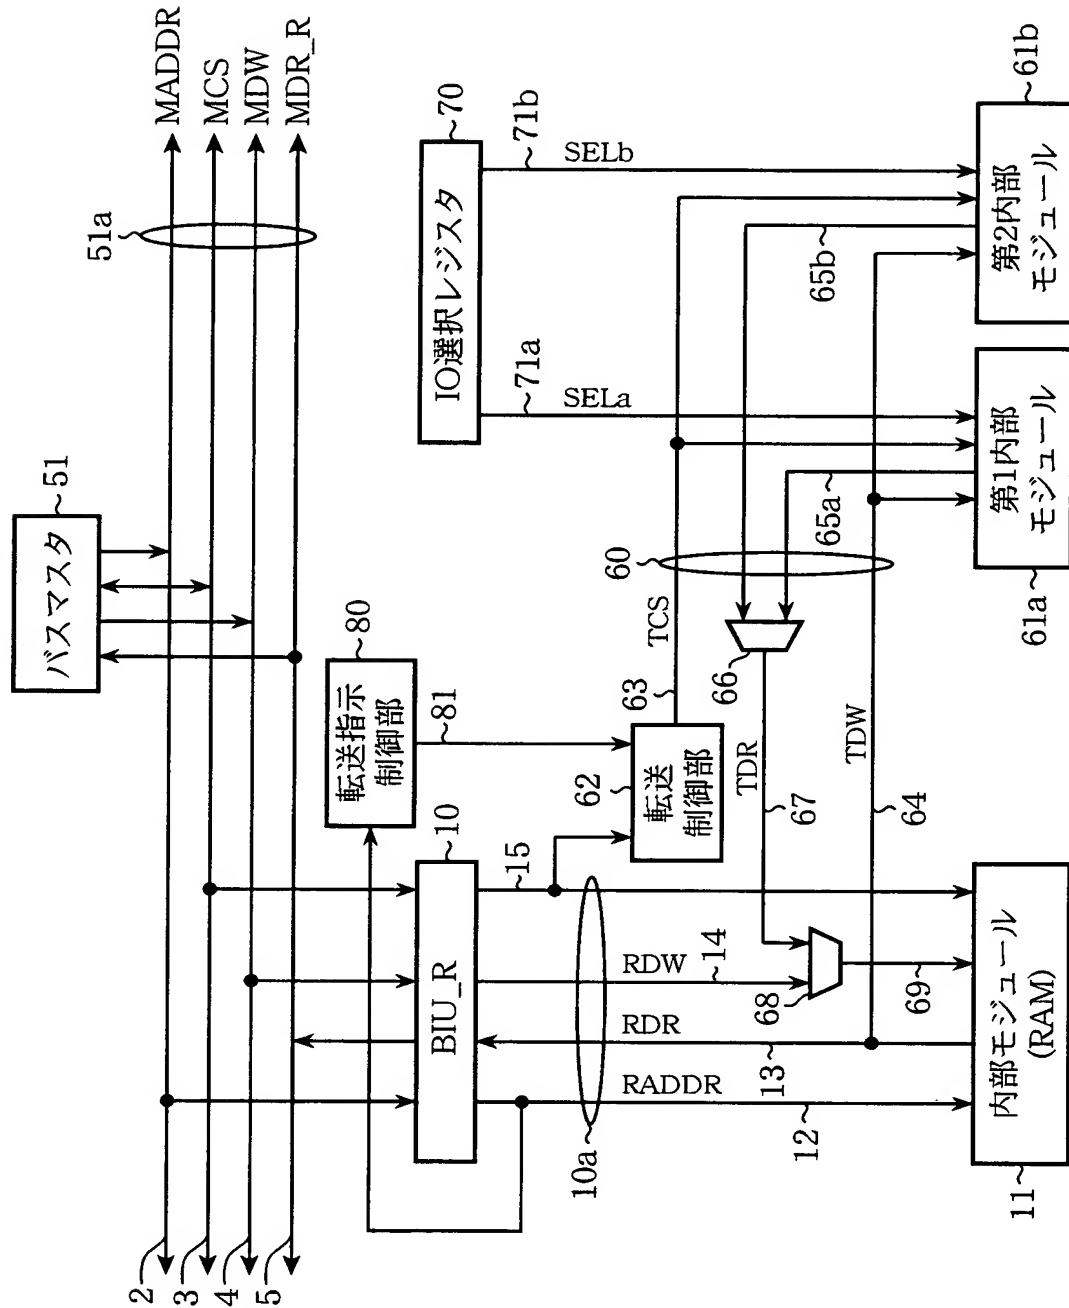 MADDR
MCS
MDW
MDR_R
51a
バスマスタ
51
2
3
4
5
転送指示
制御部
80
81
IO選択レジスタ
70
71a
SELa
71b
SELb
BIU_R
10
15
10a
転送
制御部
62
63
TCS
60
65a
65b
66
TDR
67
TDW
64
RDW
14
RDR
13
RADDR
12
68
69
内部モジュール
(RAM)
11
第1内部
モジュール
61a
第2内部
モジュール
61b